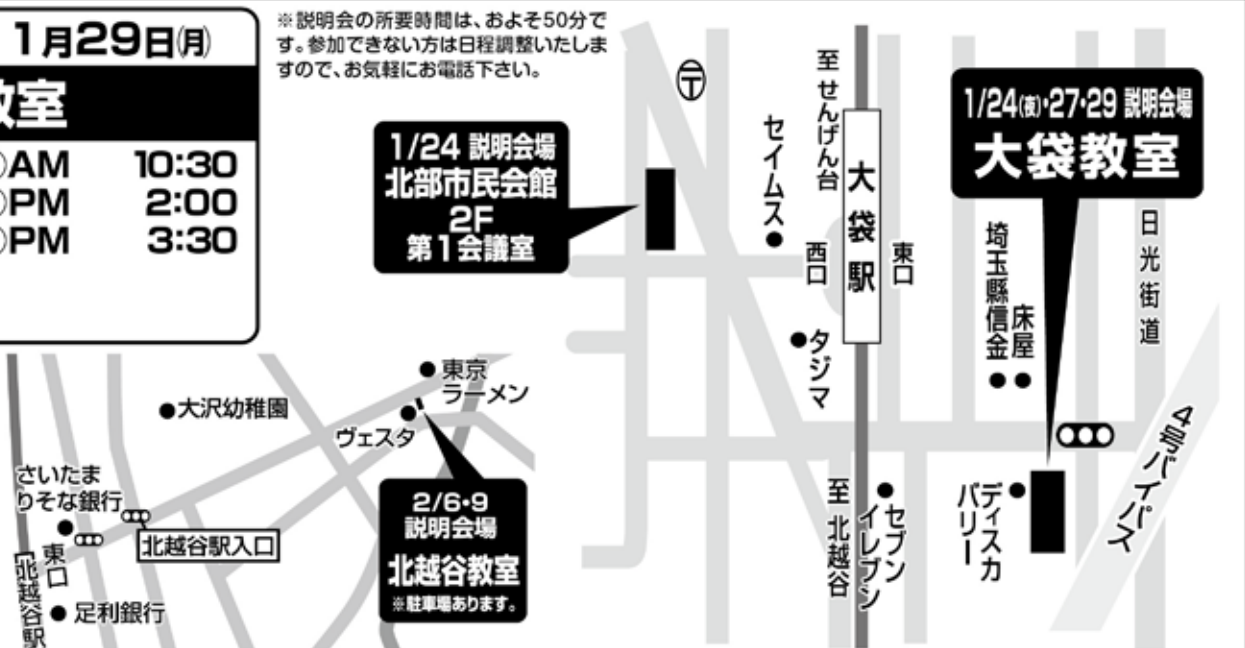 1月29日(月)
教室
AM 10:30
PM 2:00
PM 3:30
※説明会の所要時間は、およそ50分で
す。参加できない方は日程調整いたしま
すので、お気軽にお電話下さい。
1/24 説明会場
北部市民会館
2F
第1会議室
〒
セイムス
至 せんげん台
大袋駅
西口
東口
1/24(夜)・27・29 説明会場
大袋教室
日光街道
埼玉縣信金
床屋
タジマ
4号バイパス
至 北越谷
セブン
イレブン
ディスカ
バリー
東京
ラーメン
大沢幼稚園
ヴェスタ
さいたま
りそな銀行
北越谷駅入口
東口
北越谷駅
足利銀行
2/6・9
説明会場
北越谷教室
※駐車場あります。